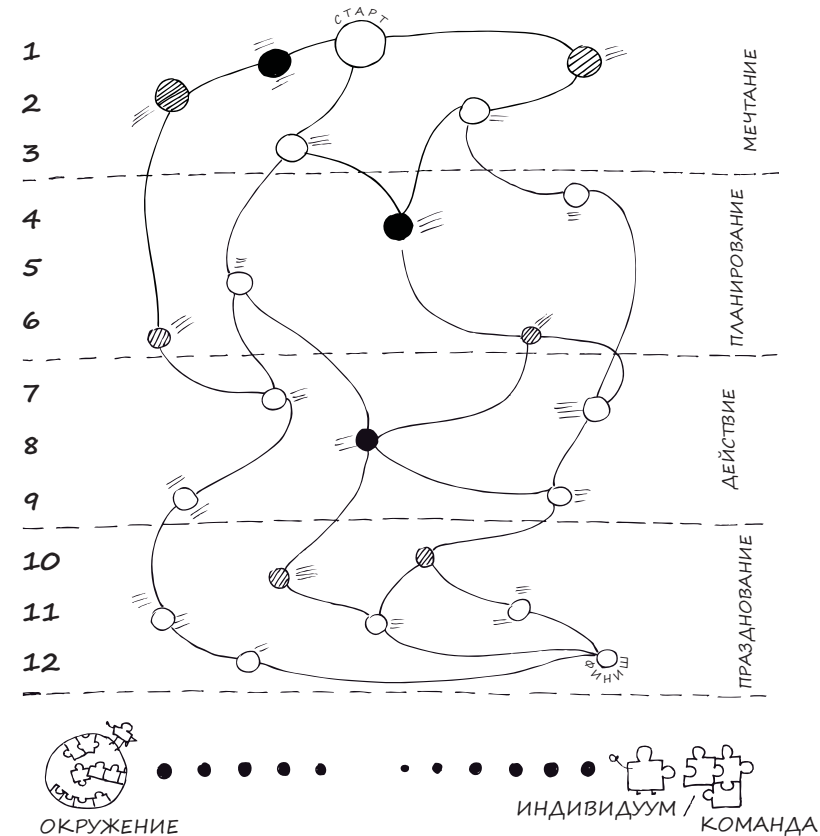 СТАРТ
1
2
3
МЕЧТАНИЕ
4
5
6
ПЛАНИРОВАНИЕ
7
8
9
ДЕЙСТВИЕ
10
11
12
ПРАЗДНОВАНИЕ
ФИНИШ
ОКРУЖЕНИЕ
ИНДИВИДУУМ /
КОМАНДА